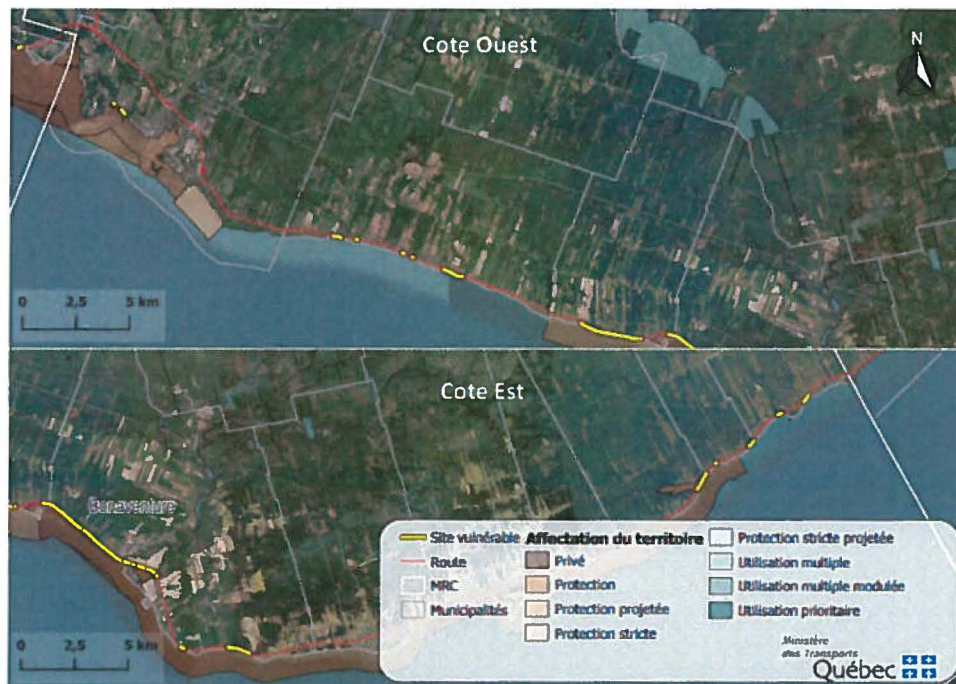 Cote Ouest
N
0 2,5 5 km
Cote Est
Bonaventure
0 2,5 5 km
Site vulnérable
Route
MRC
Municipalités
Affectation du territoire
Privé
Protection
Protection projetée
Protection stricte
Protection stricte projetée
Utilisation multiple
Utilisation multiple modulée
Utilisation prioritaire
Ministère
des Transports
Québec